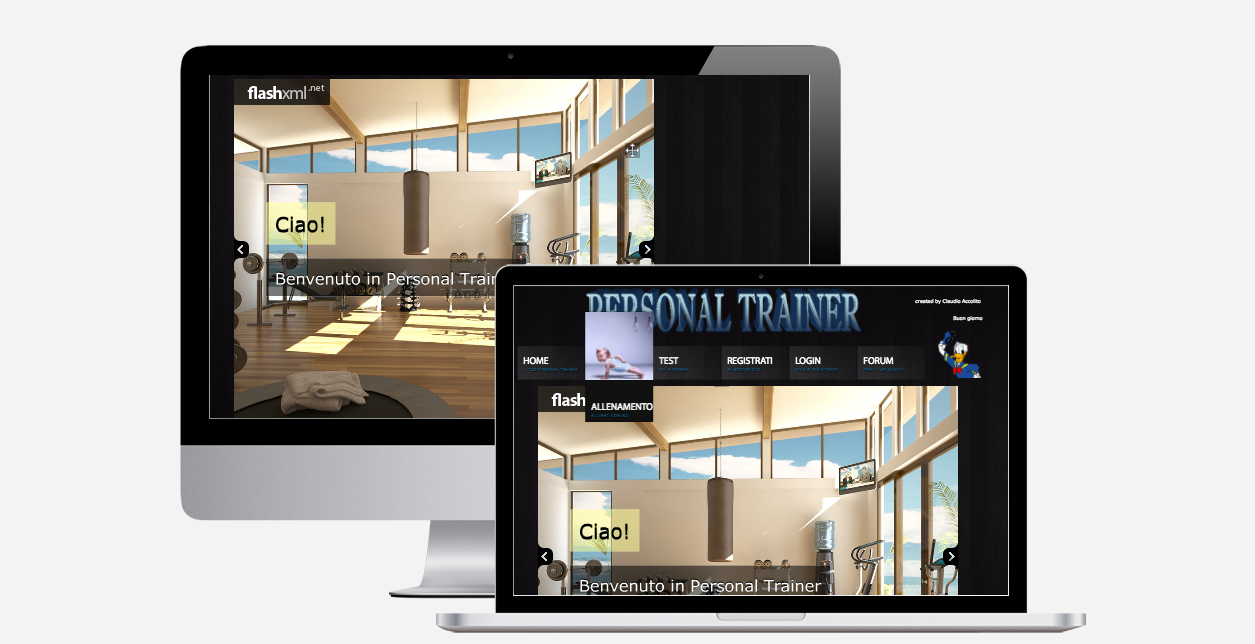 flashxml.net
Ciao!
Benvenuto in Personal Train
PERSONAL TRAINER
created by Claudio Accolito
Buon giorno
HOME
TEST
REGISTRATI
LOGIN
FORUM
ALLENAMENTO
flash
Ciao!
Benvenuto in Personal Trainer